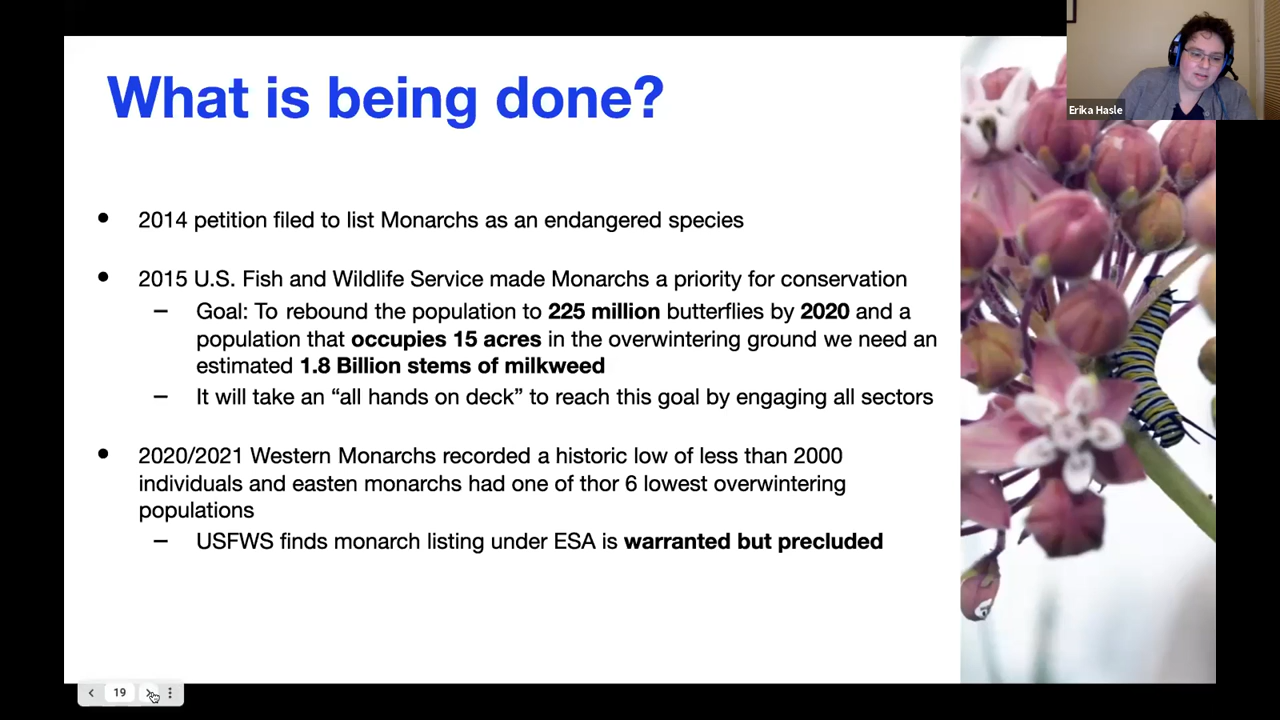 What is being done?
Erika Hasle
• 2014 petition filed to list Monarchs as an endangered species
• 2015 U.S. Fish and Wildlife Service made Monarchs a priority for conservation
– Goal: To rebound the population to 225 million butterflies by 2020 and a
population that occupies 15 acres in the overwintering ground we need an
estimated 1.8 Billion stems of milkweed
– It will take an “all hands on deck” to reach this goal by engaging all sectors
• 2020/2021 Western Monarchs recorded a historic low of less than 2000
individuals and easten monarchs had one of thor 6 lowest overwintering
populations
– USFWS finds monarch listing under ESA is warranted but precluded
19